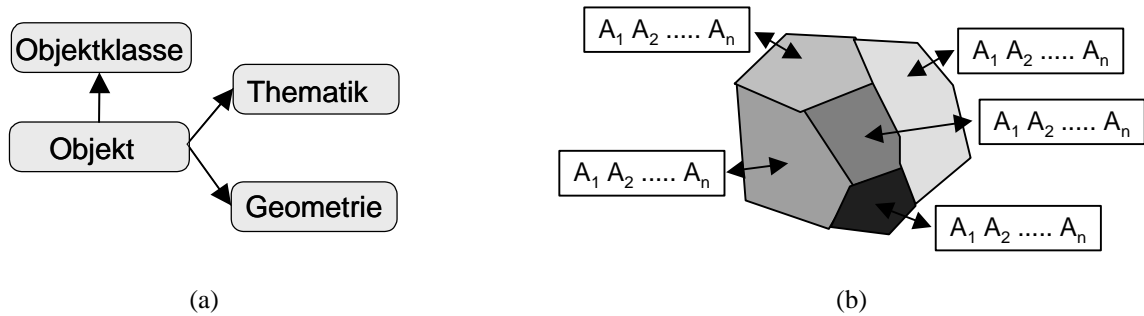 Objektklasse
Thematik
Objekt
Geometrie
(a)
A1 A2 ..... An
A1 A2 ..... An
A1 A2 ..... An
A1 A2 ..... An
A1 A2 ..... An
(b)